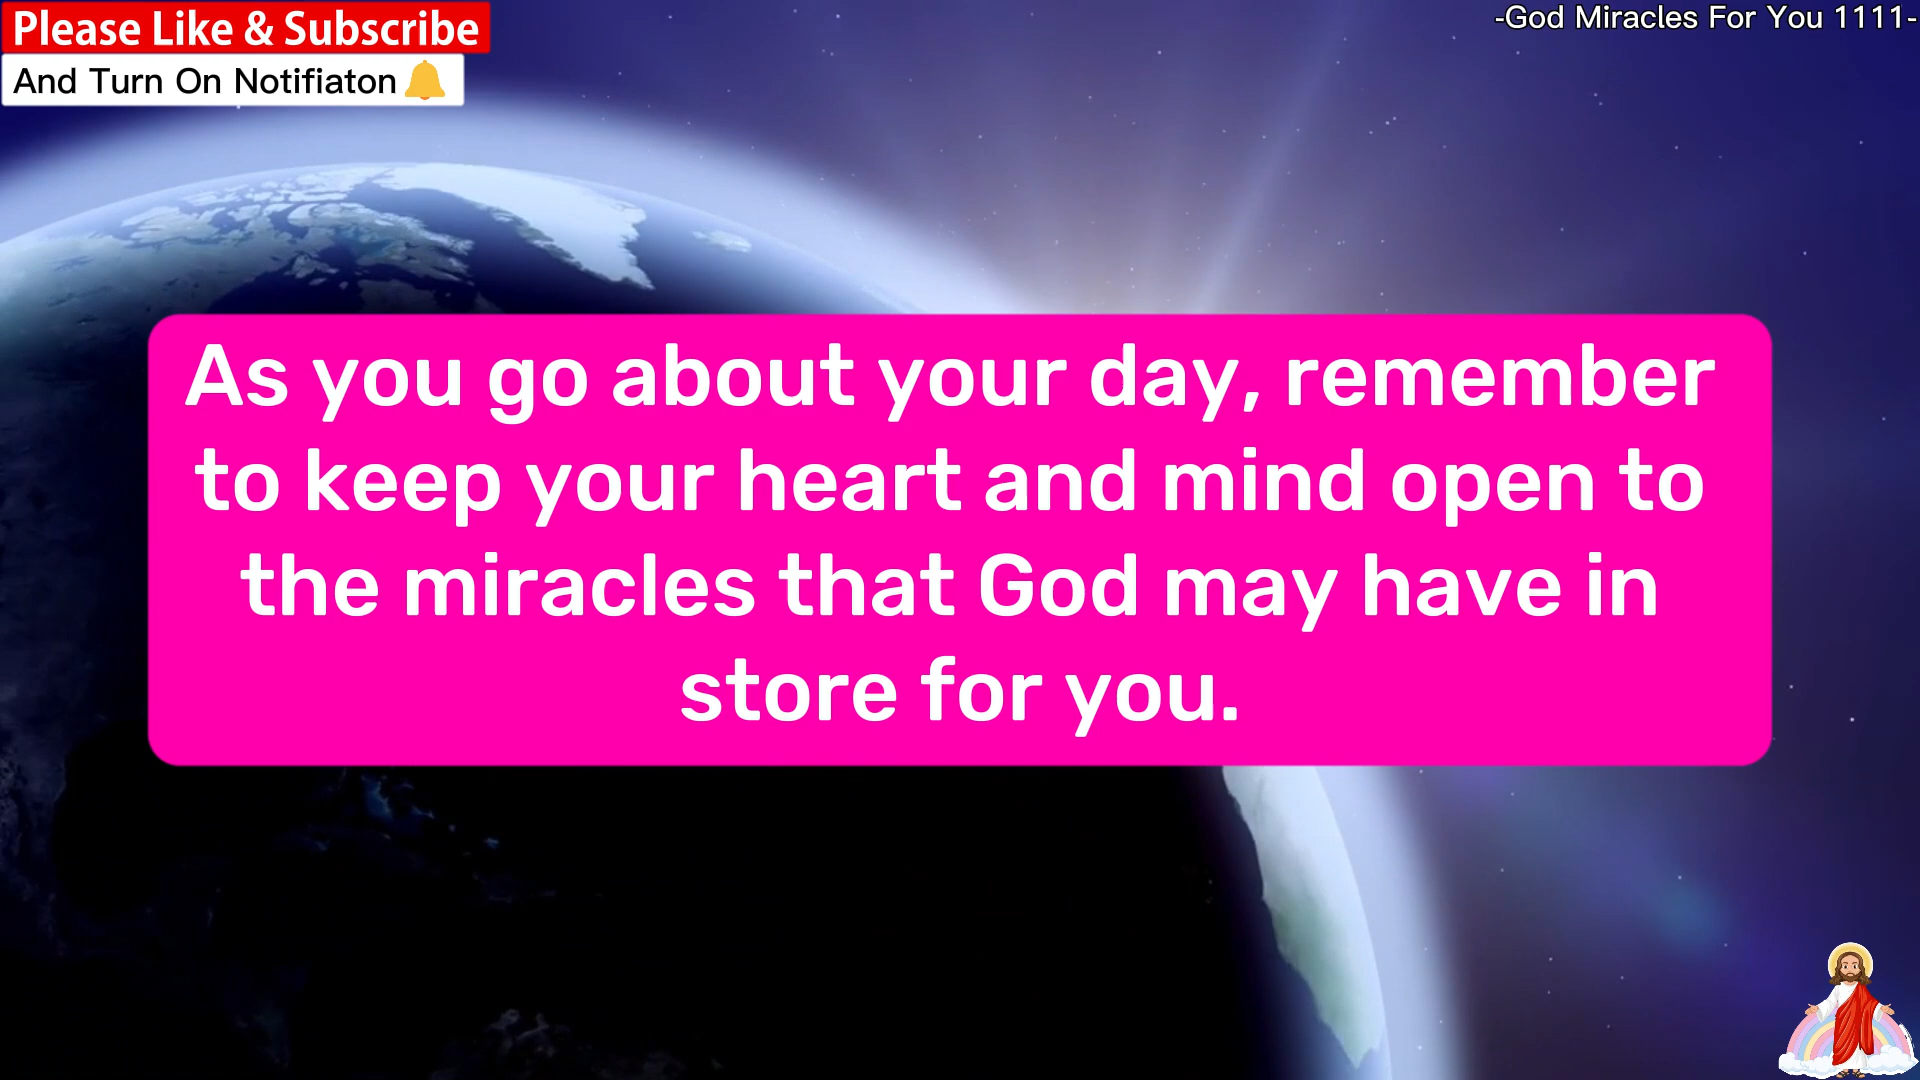 Please Like & Subscribe
And Turn On Notifiaton
-God Miracles For You 1111-
As you go about your day, remember
to keep your heart and mind open to
the miracles that God may have in
store for you.